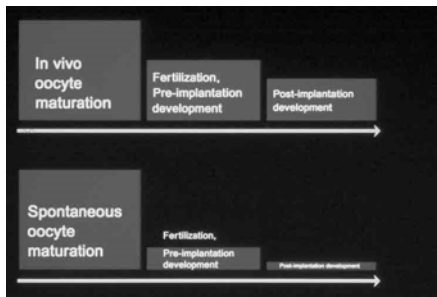 In vivo
oocyte
maturation
Fertilization,
Pre-implantation
development
Post-implantation
development
Spontaneous
oocyte
maturation
Fertilization,
Pre-implantation
development
Post-implantation development